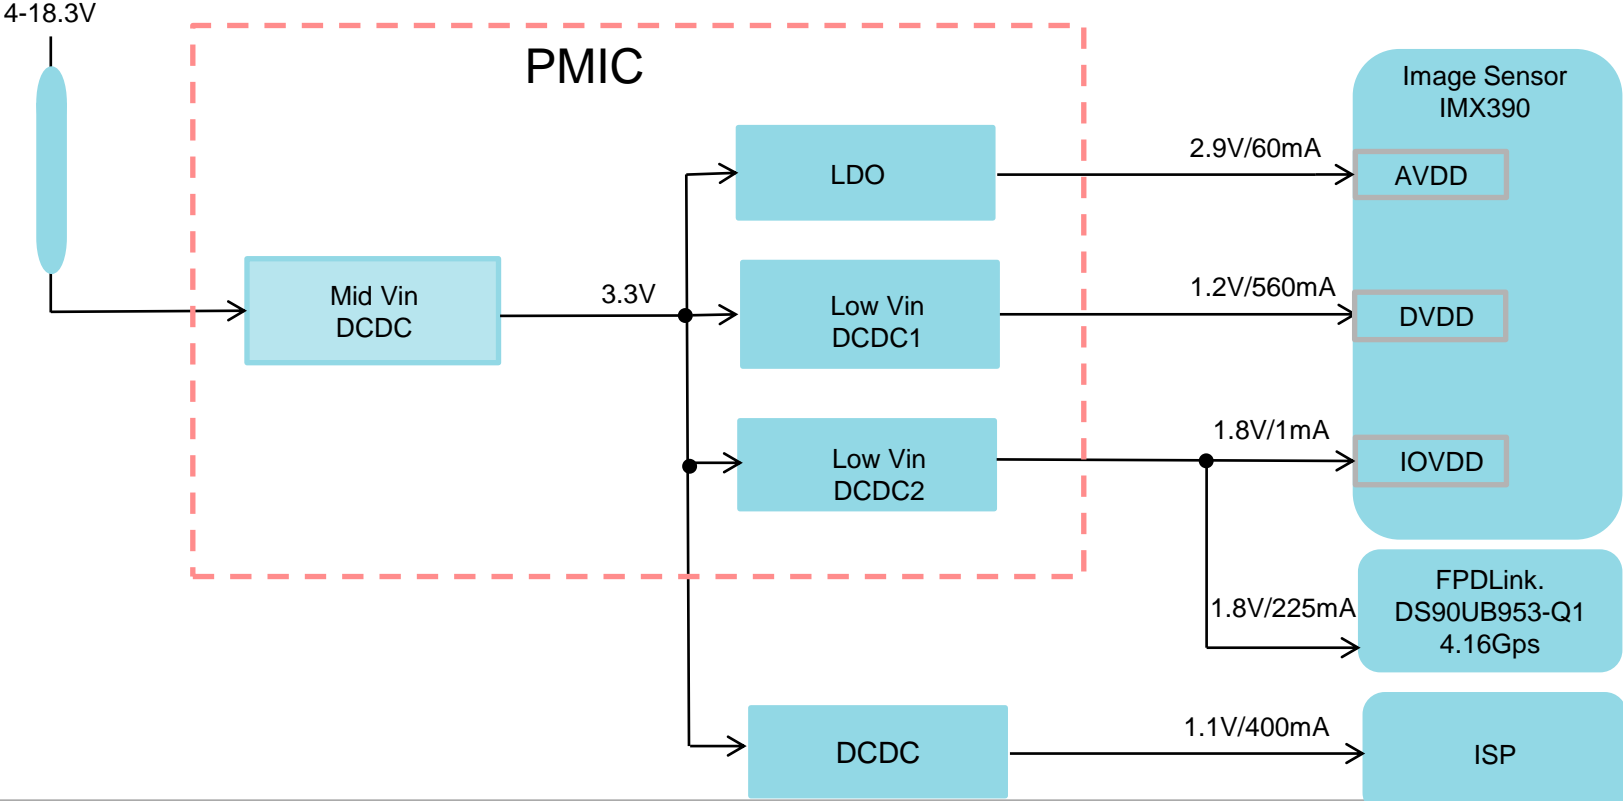 4-18.3V
PMIC
Image Sensor
IMX390
2.9V/60mA
LDO
AVDD
Mid Vin
DCDC
3.3V
Low Vin
DCDC1
1.2V/560mA
DVDD
Low Vin
DCDC2
1.8V/1mA
IOVDD
1.8V/225mA
FPDLink.
DS90UB953-Q1
4.16Gps
DCDC
1.1V/400mA
ISP